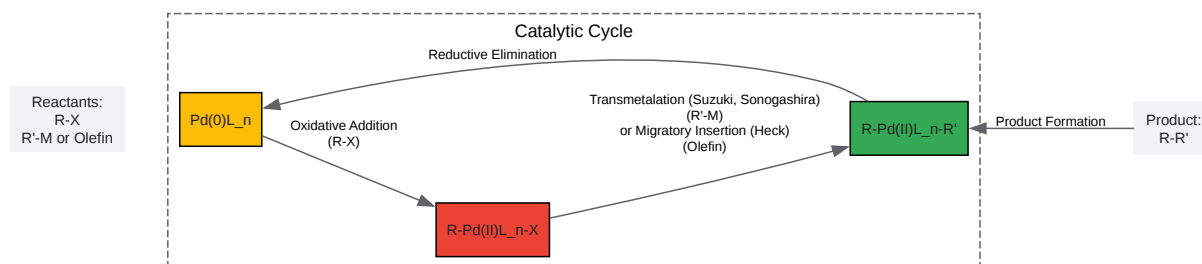 Catalytic Cycle
Reductive Elimination
Reactants:
R-X
R'-M or Olefin
Pd(0)L_n
Oxidative Addition
(R-X)
Transmetalation (Suzuki, Sonogashira)
(R'-M)
or Migratory Insertion (Heck)
(Olefin)
R-Pd(II)L_n-R'
Product Formation
Product:
R-R'
R-Pd(II)L_n-X